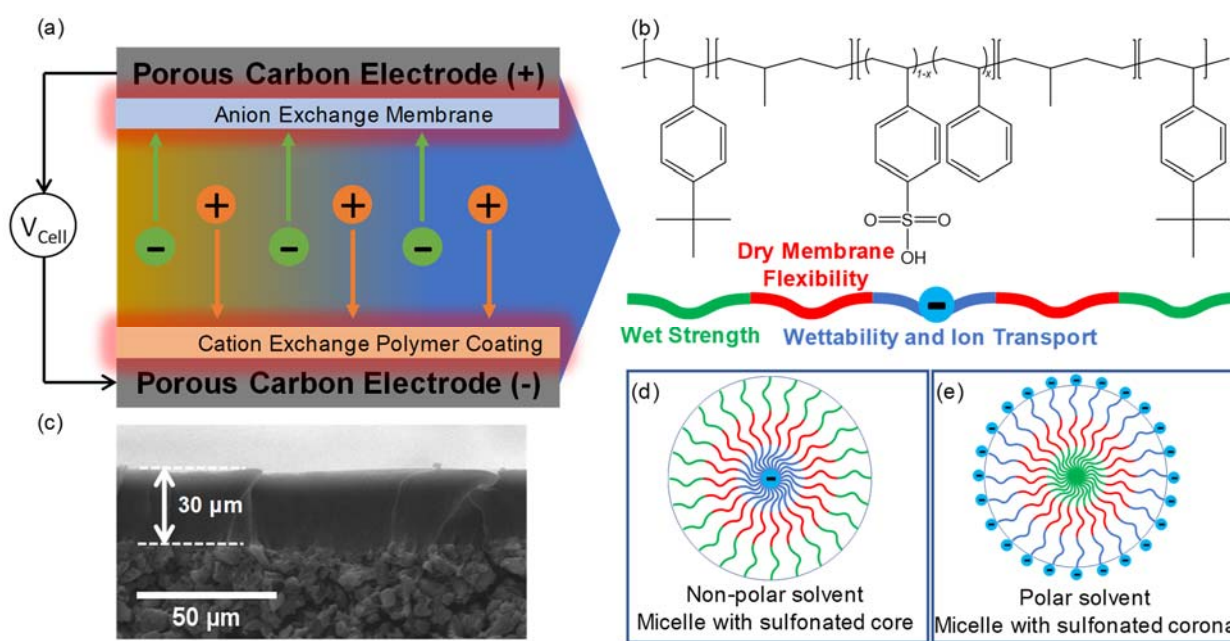 (a)
Porous Carbon Electrode (+)
Anion Exchange Membrane
+ + +
- - -
VCell
Cation Exchange Polymer Coating
Porous Carbon Electrode (-)
(b)
1-x x
O S O
OH
Dry Membrane
Flexibility
-
Wet Strength Wettability and Ion Transport
(c)
30 µm
50 µm
(d)
-
Non-polar solvent
Micelle with sulfonated core
(e)
Polar solvent
Micelle with sulfonated corona